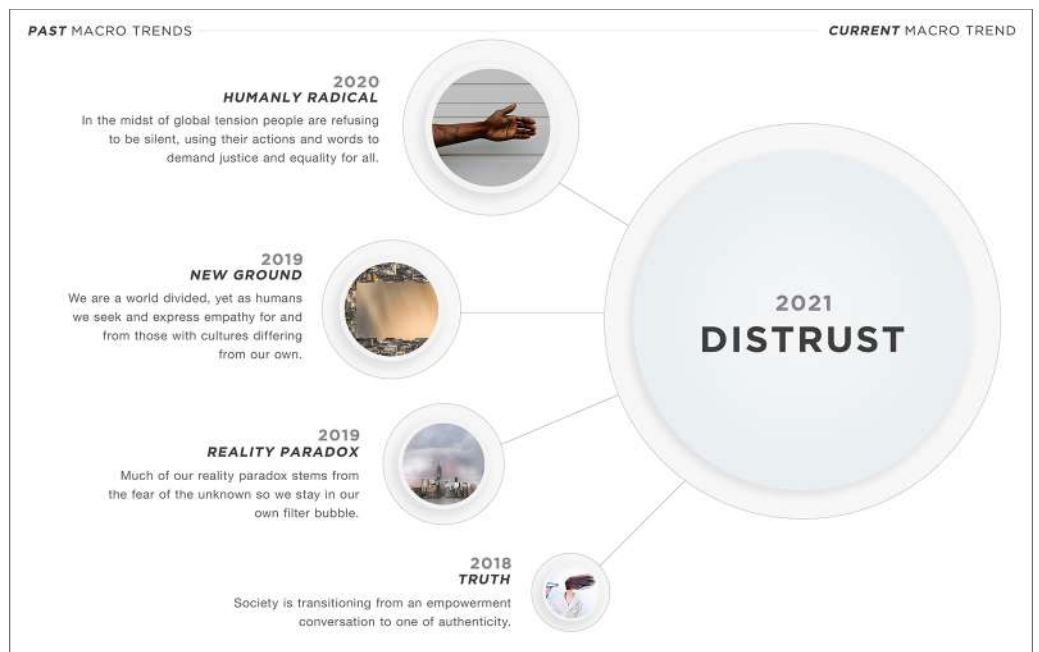 PAST MACRO TRENDS
CURRENT MACRO TREND
2020
HUMANLY RADICAL
In the midst of global tension people are refusing
to be silent, using their actions and words to
demand justice and equality for all.
2019
NEW GROUND
We are a world divided, yet as humans
we seek and express empathy for and
from those with cultures differing
from our own.
2019
REALITY PARADOX
Much of our reality paradox stems from
the fear of the unknown so we stay in our
own filter bubble.
2018
TRUTH
Society is transitioning from an empowerment
conversation to one of authenticity.
2021
DISTRUST